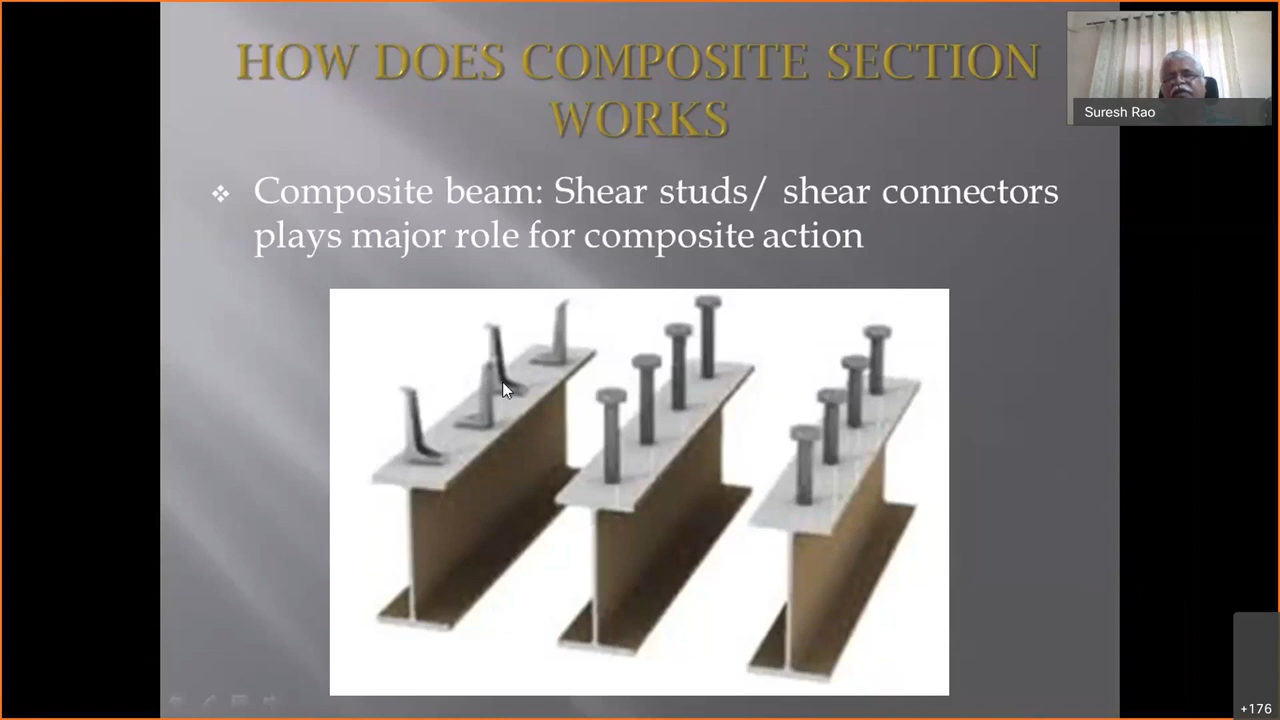 HOW DOES COMPOSITE SECTION
WORKS
Suresh Rao
❖ Composite beam: Shear studs/ shear connectors
plays major role for composite action
+176